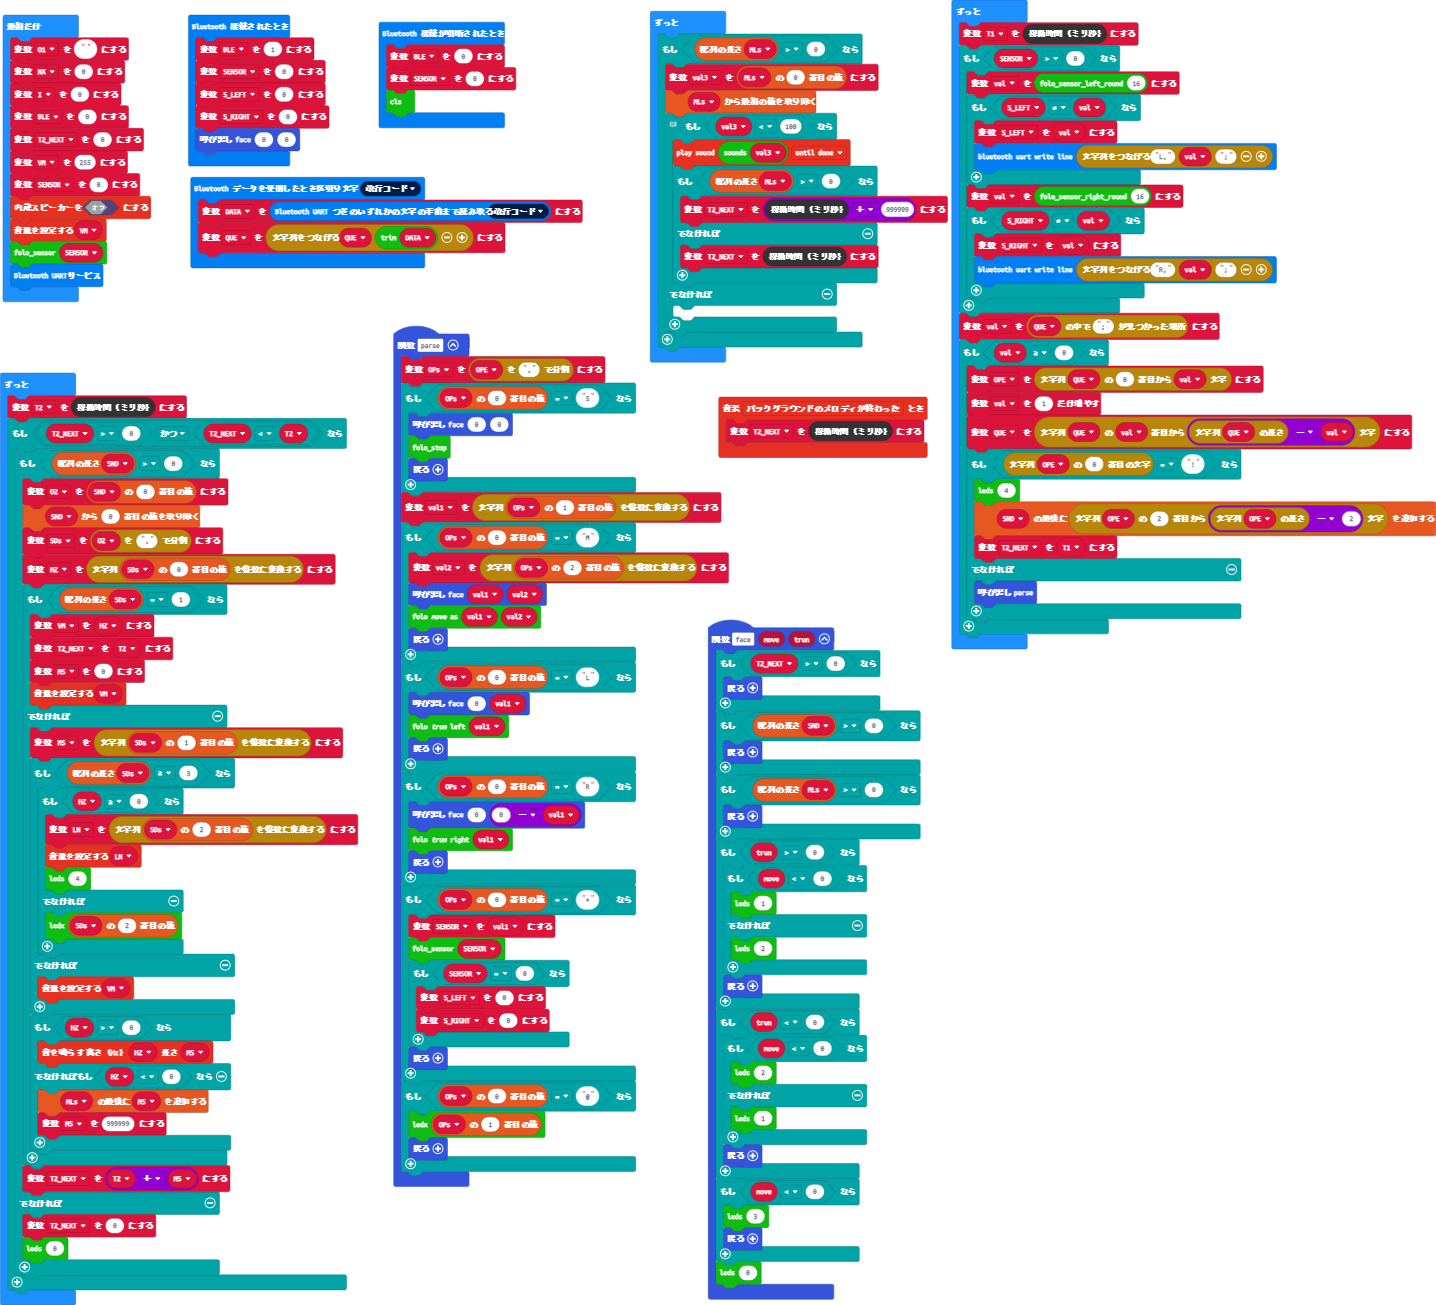 最初だけ
変数 O1 を " " にする
変数 NX を 0 にする
変数 I を 0 にする
変数 BLE を 0 にする
変数 T2_NEXT を 0 にする
変数 VM を 255 にする
変数 SENSOR を 0 にする
内蔵スピーカーを オフ にする
音量を設定する VM
folo_sensor SENSOR
Bluetooth UARTサービス
Bluetooth 接続されたとき
変数 BLE を 1 にする
変数 SENSOR を 0 にする
変数 S_LEFT を 0 にする
変数 S_RIGHT を 0 にする
呼び出し face 0 0
Bluetooth 接続が切断されたとき
変数 BLE を 0 にする
変数 SENSOR を 0 にする
cls
Bluetooth データを受信したとき区切り文字 改行コード
変数 DATA を Bluetooth UART つぎのいずれかの文字の手前まで読み取る 改行コード にする
変数 QUE を 文字列をつなげる QUE trim DATA にする
ずっと
もし 配列の長さ MLs > 0 なら
変数 val3 を MLs の 0 番目の値 にする
MLs から最初の値を取り除く
もし val3 < 100 なら
play sound sounds val3 until done
もし 配列の長さ MLs > 0 なら
変数 T2_NEXT を 稼働時間 (ミリ秒) + 999999 にする
でなければ
変数 T2_NEXT を 稼働時間 (ミリ秒) にする
でなければ
音楽 バックグラウンドのメロディが終わった とき
変数 T2_NEXT を 稼働時間 (ミリ秒) にする
ずっと
変数 T1 を 稼働時間 (ミリ秒) にする
もし SENSOR > 0 なら
変数 val を folo_sensor_left_round 16 にする
もし S_LEFT ≠ val なら
変数 S_LEFT を val にする
bluetooth uart write line 文字列をつなげる "L," val ";"
変数 val を folo_sensor_right_round 16 にする
もし S_RIGHT ≠ val なら
変数 S_RIGHT を val にする
bluetooth uart write line 文字列をつなげる "R," val ";"
変数 val を QUE の中で ";" が見つかった場所 にする
もし val ≥ 0 なら
変数 OPE を 文字列 QUE の 0 番目から val 文字 にする
変数 val を 1 だけ増やす
変数 QUE を 文字列 QUE の val 番目から 文字列 QUE の長さ - val 文字 にする
もし 文字列 OPE の 0 番目の文字 = "!" なら
leds 4
SND の最後に 文字列 OPE の 2 番目から 文字列 OPE の長さ - 2 文字 を追加する
変数 T2_NEXT を T1 にする
でなければ
呼び出し parse
ずっと
変数 T2 を 稼働時間 (ミリ秒) にする
もし T2_NEXT > 0 かつ T2_NEXT < T2 なら
もし 配列の長さ SND > 0 なら
変数 O2 を SND の 0 番目の値 にする
SND から 0 番目の値を取り除く
変数 SDs を O2 を "," で分割 にする
変数 HZ を 文字列 SDs の 0 番目の値 を整数に変換する にする
もし 配列の長さ SDs = 1 なら
変数 VM を HZ にする
変数 T2_NEXT を T2 にする
変数 MS を 0 にする
音量を設定する VM
でなければ
変数 MS を 文字列 SDs の 1 番目の値 を整数に変換する にする
もし 配列の長さ SDs ≥ 3 なら
もし HZ ≥ 0 なら
変数 LN を 文字列 SDs の 2 番目の値 を整数に変換する にする
音量を設定する LN
leds 4
でなければ
ledx SDs の 2 番目の値
でなければ
音量を設定する VM
もし HZ > 0 なら
音を鳴らす高さ (Hz) HZ 長さ MS
でなければもし HZ < 0 なら
MLs の最後に MS を追加する
変数 MS を 999999 にする
変数 T2_NEXT を T2 + MS にする
でなければ
変数 T2_NEXT を 0 にする
leds 0
関数 parse
変数 OPs を OPE を "," で分割 にする
もし OPs の 0 番目の値 = "S" なら
呼び出し face 0 0
folo_stop
戻る
変数 val1 を 文字列 OPs の 1 番目の値 を整数に変換する にする
もし OPs の 0 番目の値 = "M" なら
変数 val2 を 文字列 OPs の 2 番目の値 を整数に変換する にする
呼び出し face val1 val2
folo move as val1 val2
戻る
もし OPs の 0 番目の値 = "L" なら
呼び出し face 0 val1
folo trun left val1
戻る
もし OPs の 0 番目の値 = "R" なら
呼び出し face 0 0 - val1
folo trun right val1
戻る
もし OPs の 0 番目の値 = "*" なら
変数 SENSOR を val1 にする
folo_sensor SENSOR
もし SENSOR = 0 なら
変数 S_LEFT を 0 にする
変数 S_RIGHT を 0 にする
戻る
もし OPs の 0 番目の値 = "@" なら
ledx OPs の 1 番目の値
戻る
関数 face move trun
もし T2_NEXT > 0 なら
戻る
もし 配列の長さ SND > 0 なら
戻る
もし 配列の長さ MLs > 0 なら
戻る
もし trun > 0 なら
もし move < 0 なら
leds 1
でなければ
leds 2
戻る
もし trun < 0 なら
もし move < 0 なら
leds 2
でなければ
leds 1
戻る
もし move < 0 なら
leds 3
戻る
leds 0